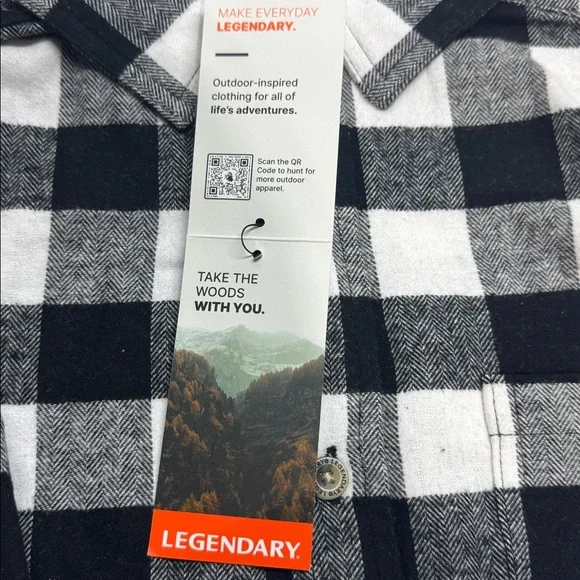 MAKE EVERYDAY
LEGENDARY.
Outdoor-inspired
clothing for all of
life's adventures.
Scan the QR
Code to hunt for
more outdoor
apparel.
TAKE THE
WOODS
WITH YOU.
LEGENDARY
LEGENDARY